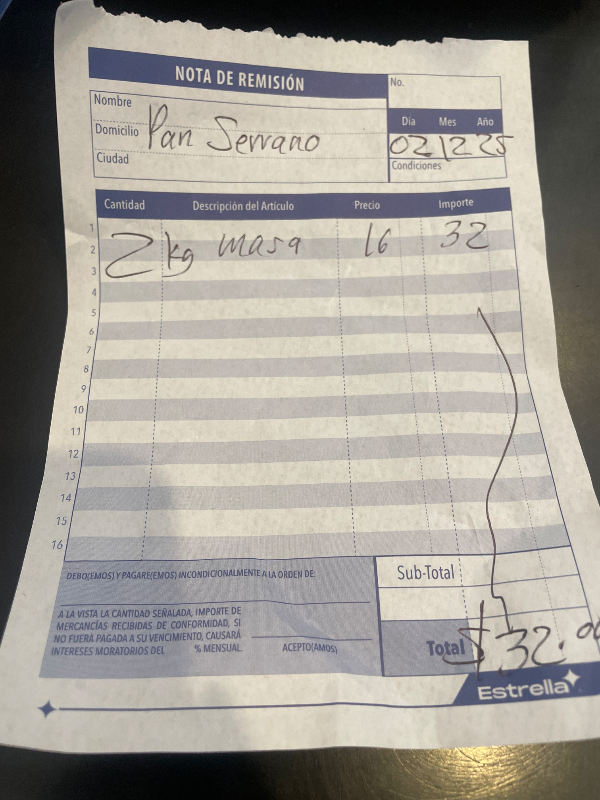 NOTA DE REMISIÓN
No.
Nombre
Domicilio Pan Serrano
Ciudad
Día Mes Año
02 12 25
Condiciones
Cantidad Descripción del Artículo Precio Importe
1
2 kg masa 16 32
2
3
4
5
6
7
8
9
10
11
12
13
14
15
16
DEBO(EMOS) Y PAGARE(EMOS) INCONDICIONALMENTE A LA ORDEN DE:
A LA VISTA LA CANTIDAD SEÑALADA, IMPORTE DE
MERCANCÍAS RECIBIDAS DE CONFORMIDAD, SI
NO FUERA PAGADA A SU VENCIMIENTO, CAUSARÁ
INTERESES MORATORIOS DEL % MENSUAL. ACEPTO(AMOS)
Sub-Total
Total $32.00
Estrella